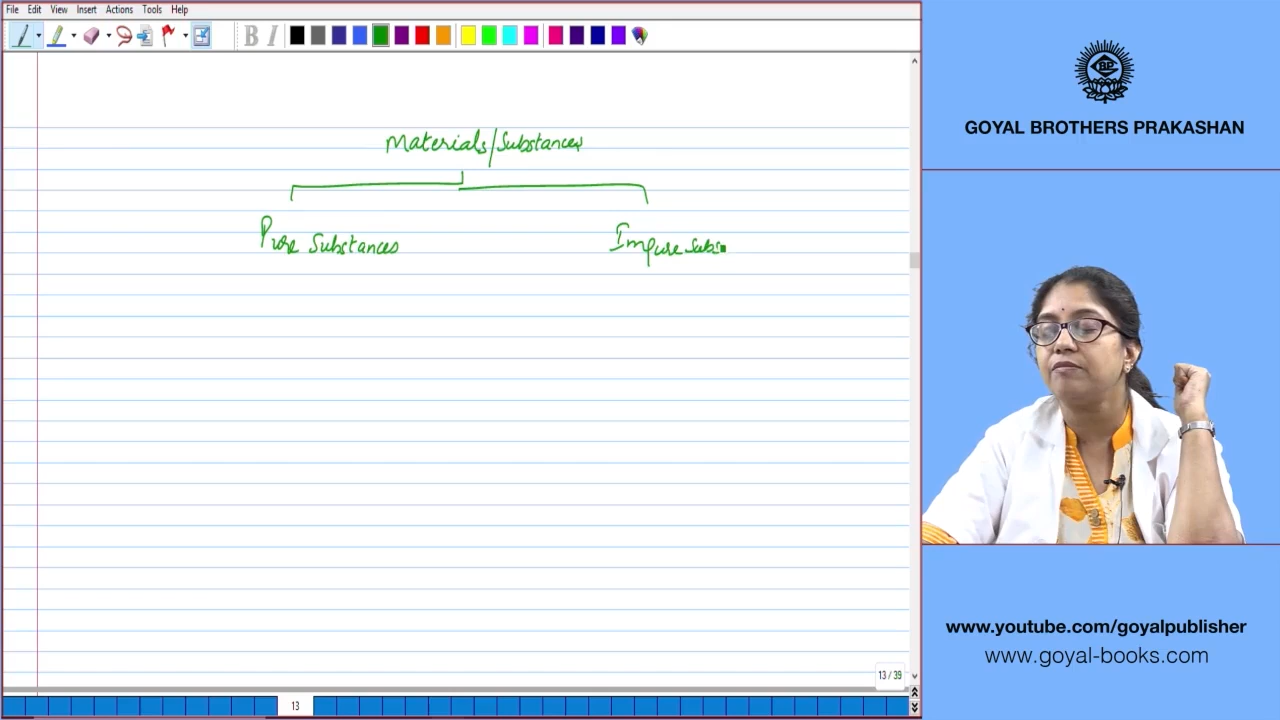 File Edit View Insert Actions Tools Help
B I
Materials/Substances
Pure Substances
Impure Subs
13 / 39
13
GBP
GOYAL BROTHERS PRAKASHAN
www.youtube.com/goyalpublisher
www.goyal-books.com